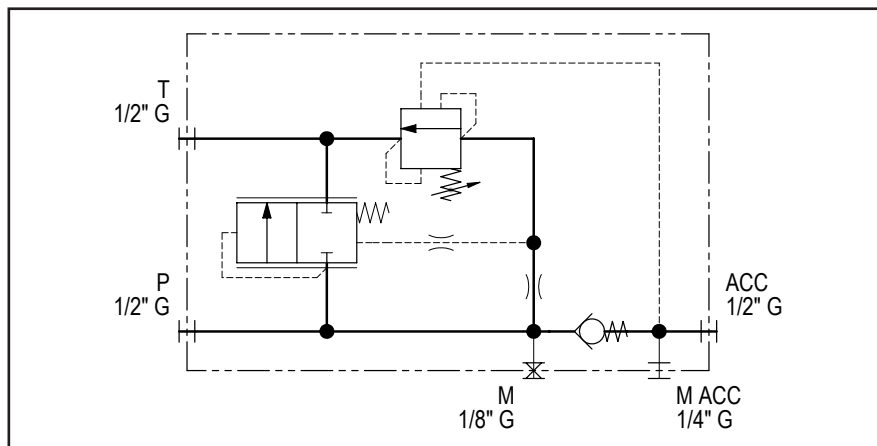 T
1/2" G
P
1/2" G
ACC
1/2" G
M
1/8" G
M ACC
1/4" G